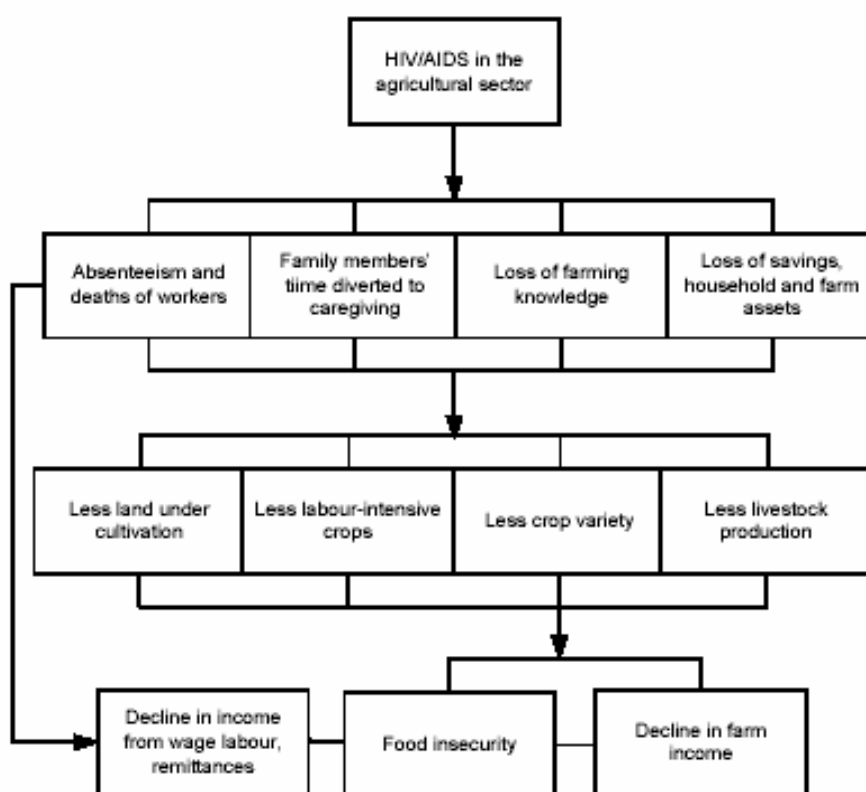 HIV/AIDS in the
agricultural sector
Absenteeism and
deaths of workers
Family members'
tiime diverted to
caregiving
Loss of farming
knowledge
Loss of savings,
household and farm
assets
Less land under
cultivation
Less labour-intensive
crops
Less crop variety
Less livestock
production
Decline in income
from wage labour,
remittances
Food insecurity
Decline in farm
income